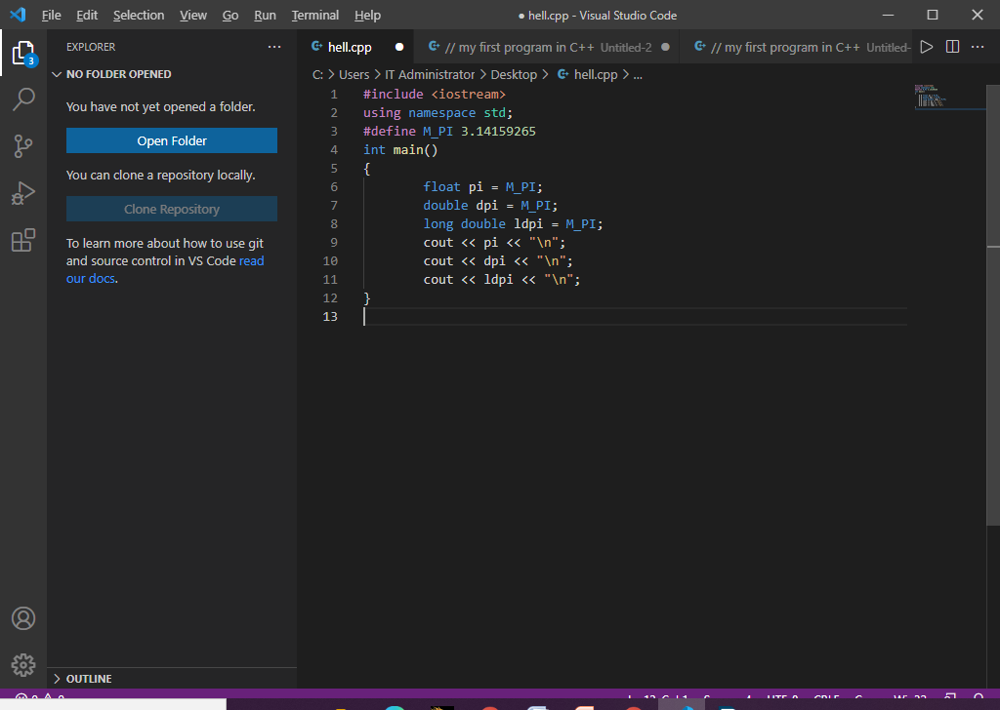 File Edit Selection View Go Run Terminal Help
● hell.cpp - Visual Studio Code
EXPLORER
hell.cpp
// my first program in C++ Untitled-2
// my first program in C++ Untitled-
3
NO FOLDER OPENED
You have not yet opened a folder.
Open Folder
You can clone a repository locally.
Clone Repository
To learn more about how to use git
and source control in VS Code read
our docs.
C: > Users > IT Administrator > Desktop > hell.cpp > ...
1 #include <iostream>
2 using namespace std;
3 #define M_PI 3.14159265
4 int main()
5 {
6 float pi = M_PI;
7 double dpi = M_PI;
8 long double ldpi = M_PI;
9 cout << pi << "\n";
10 cout << dpi << "\n";
11 cout << ldpi << "\n";
12 }
13
OUTLINE